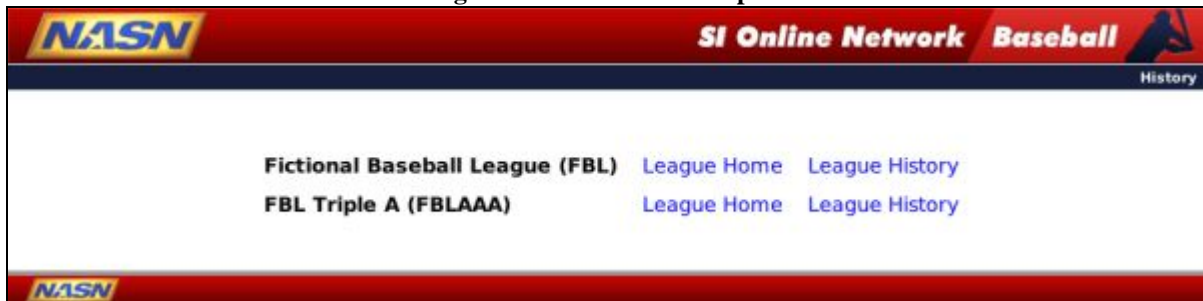 NASN SI Online Network Baseball
History
Fictional Baseball League (FBL) League Home League History
FBL Triple A (FBLAAA) League Home League History
NASN